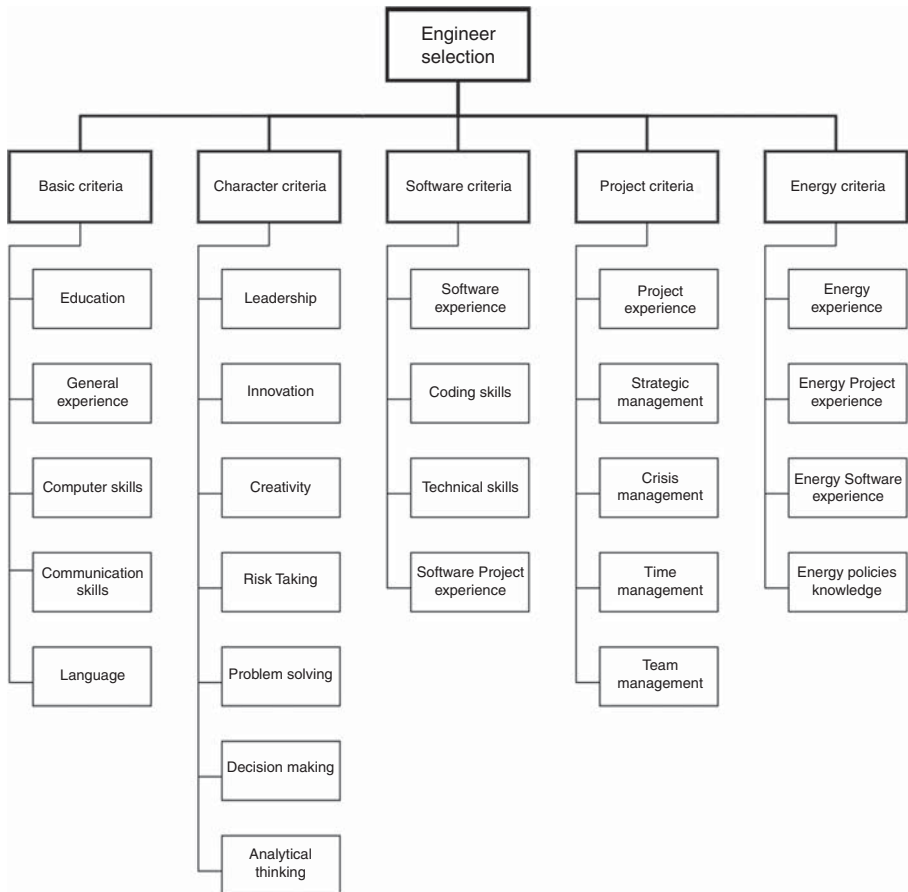 Engineer
selection
Basic criteria
Character criteria
Software criteria
Project criteria
Energy criteria
Education
General
experience
Computer skills
Communication
skills
Language
Leadership
Innovation
Creativity
Risk Taking
Problem solving
Decision making
Analytical
thinking
Software
experience
Coding skills
Technical skills
Software Project
experience
Project
experience
Strategic
management
Crisis
management
Time
management
Team
management
Energy
experience
Energy Project
experience
Energy Software
experience
Energy policies
knowledge